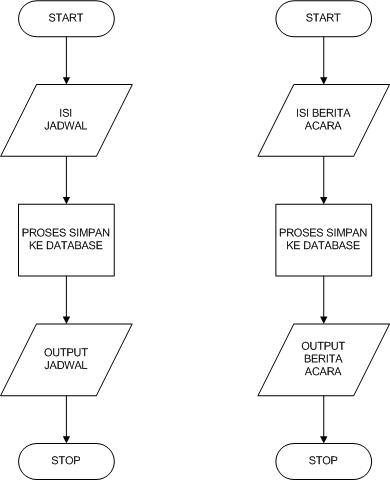 START
ISI
JADWAL
PROSES SIMPAN
KE DATABASE
OUTPUT
JADWAL
STOP
START
ISI BERITA
ACARA
PROSES SIMPAN
KE DATABASE
OUTPUT
BERITA
ACARA
STOP